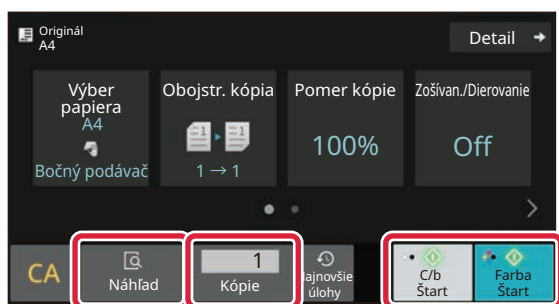 Originál
A4
Detail
Výber
papiera
A4
Bočný podávač
Obojstr. kópia
1 → 1
Pomer kópie
100%
Zošívan./Dierovanie
Off
CA
Náhľad
1
Kópie
Najnovšie
úlohy
C/b
Štart
Farba
Štart